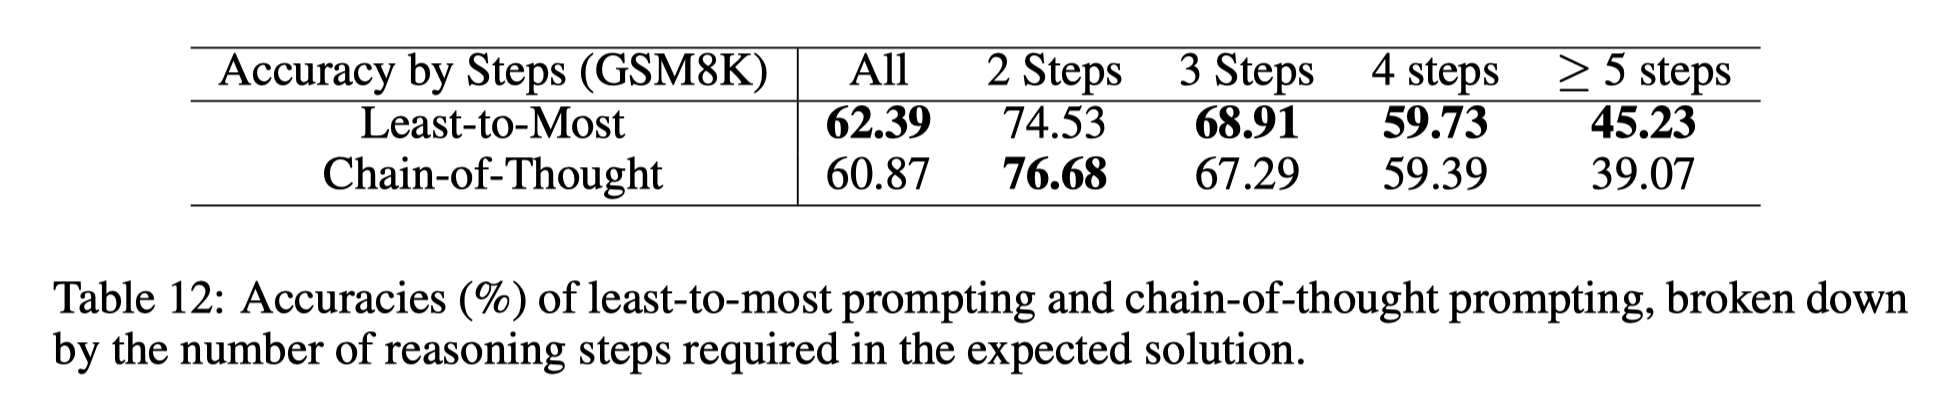 Accuracy by Steps (GSM8K) All 2 Steps 3 Steps 4 steps ≥ 5 steps
Least-to-Most 62.39 74.53 68.91 59.73 45.23
Chain-of-Thought 60.87 76.68 67.29 59.39 39.07
Table 12: Accuracies (%) of least-to-most prompting and chain-of-thought prompting, broken down
by the number of reasoning steps required in the expected solution.